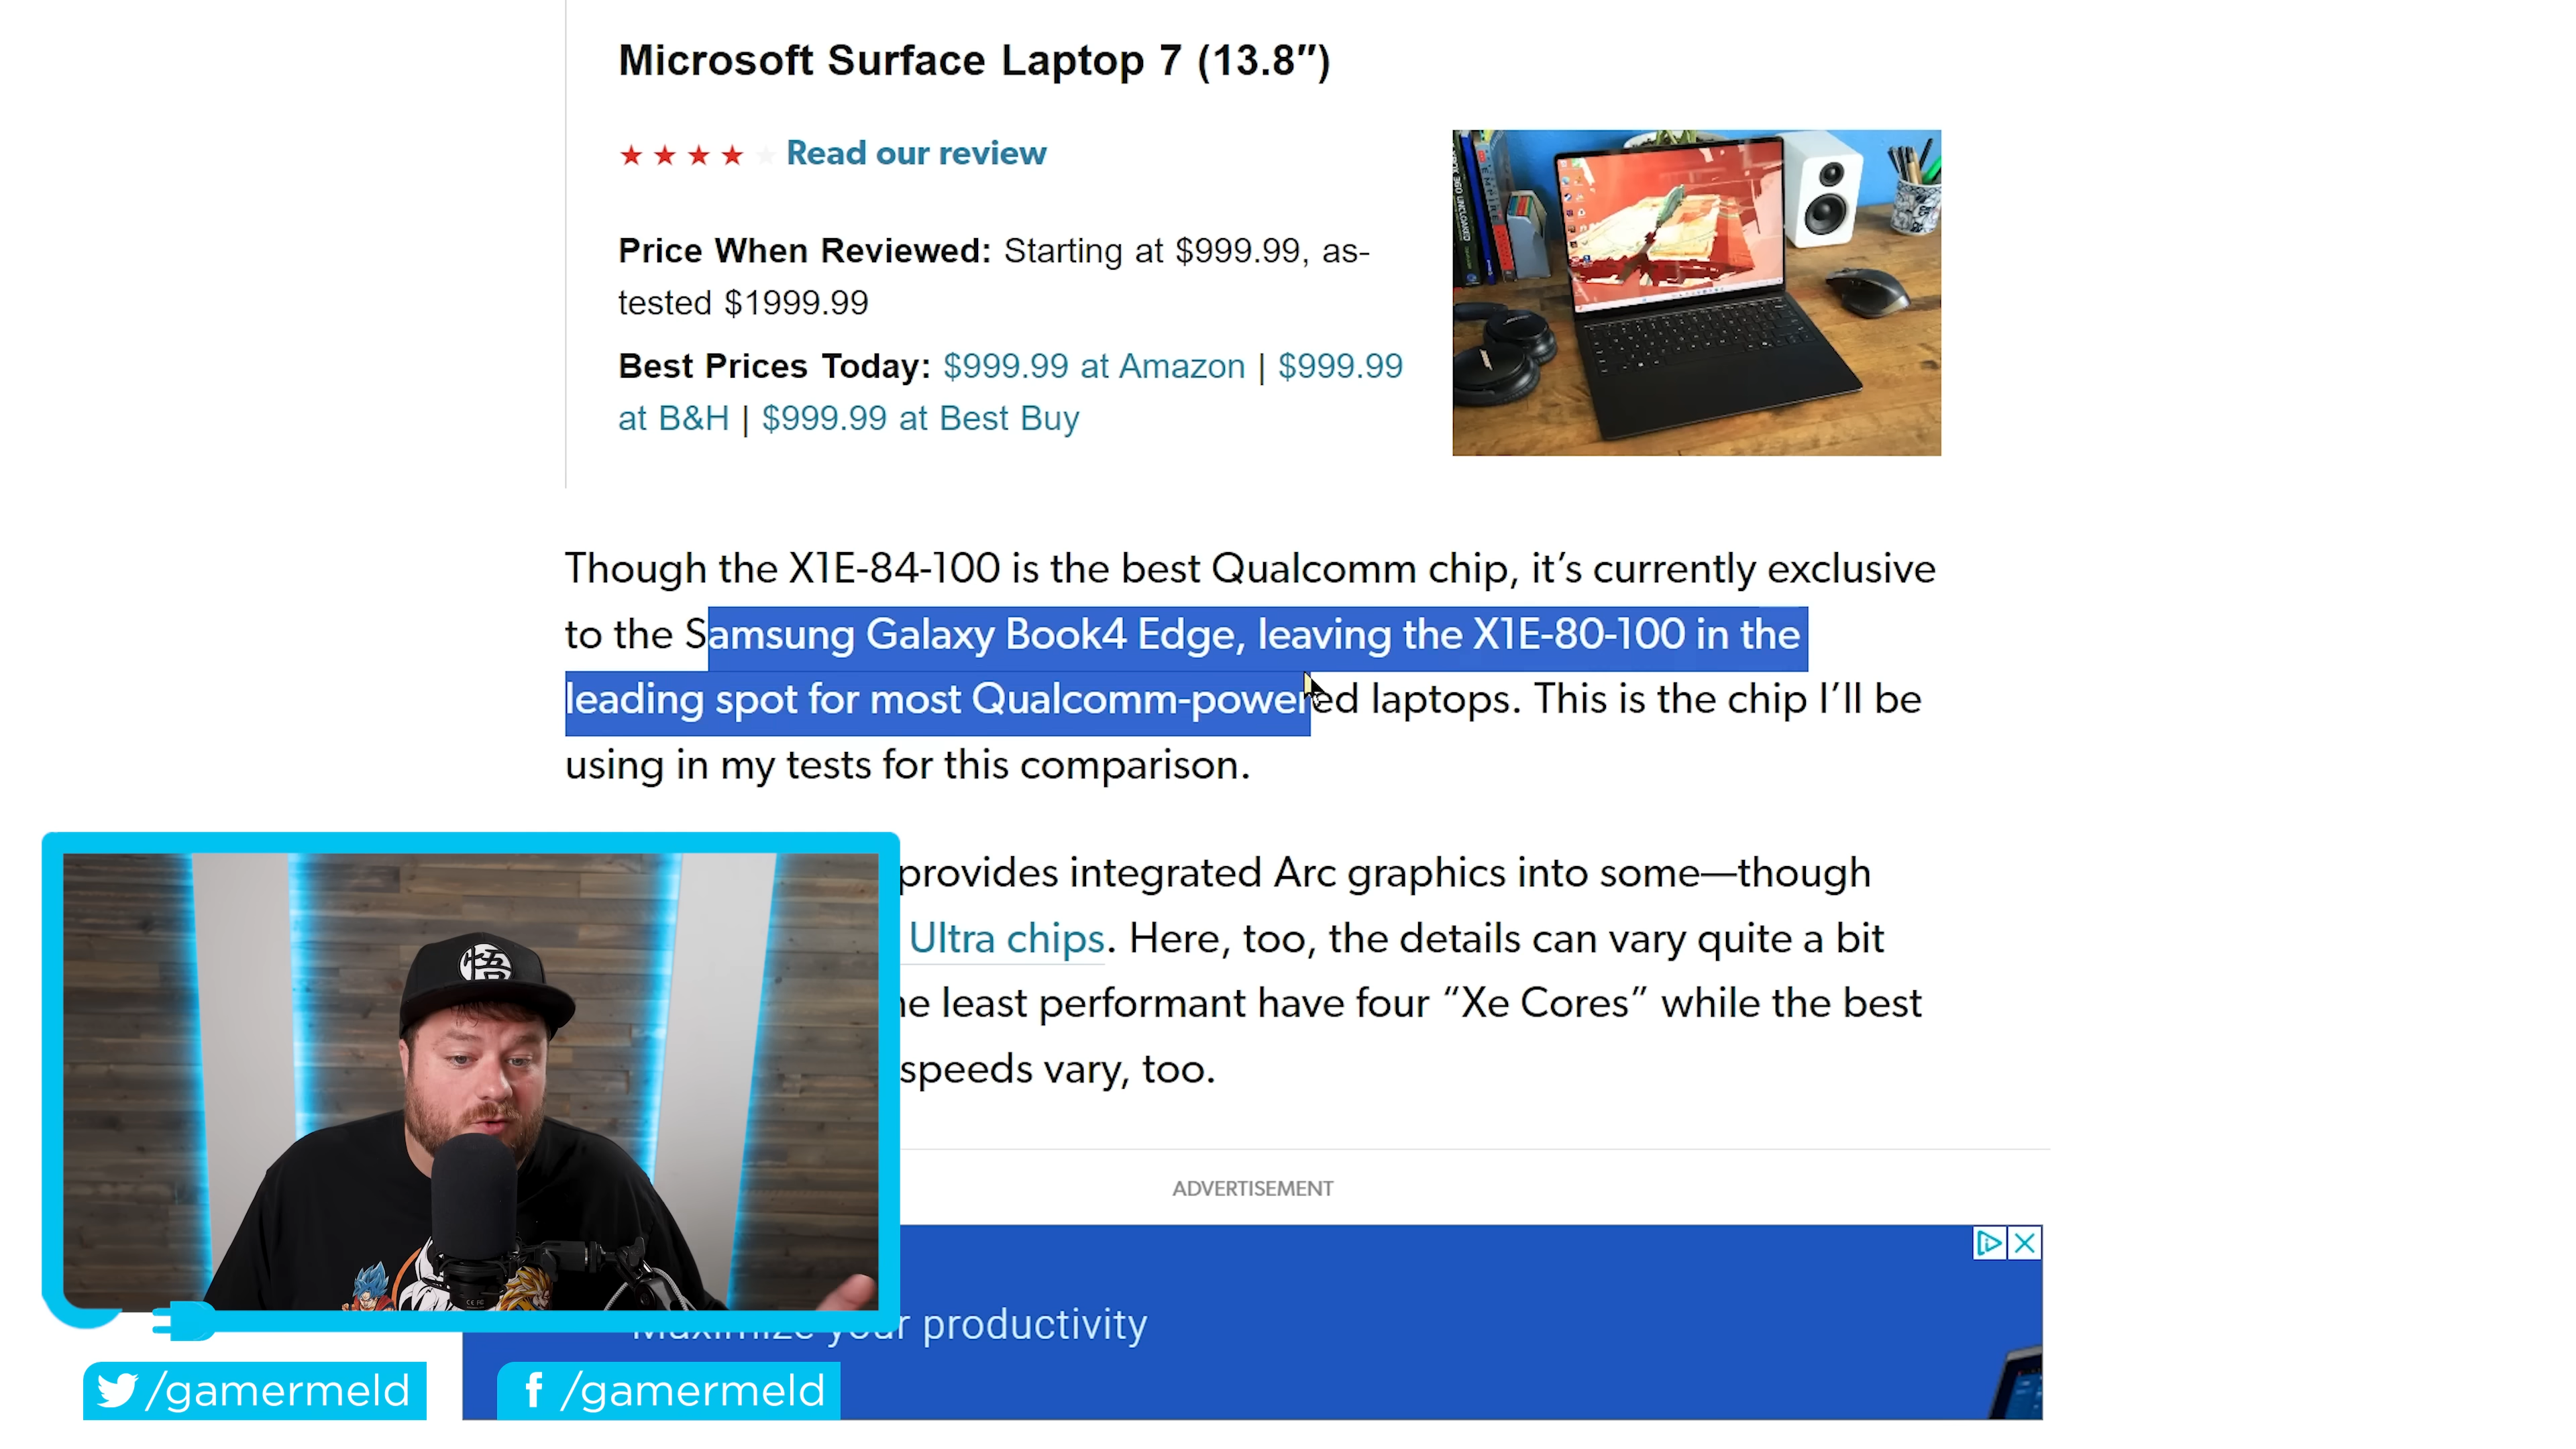 Microsoft Surface Laptop 7 (13.8″)
Read our review
Price When Reviewed: Starting at $999.99, as-
tested $1999.99
Best Prices Today: $999.99 at Amazon | $999.99
at B&H | $999.99 at Best Buy
Though the X1E-84-100 is the best Qualcomm chip, it’s currently exclusive
to the Samsung Galaxy Book4 Edge, leaving the X1E-80-100 in the
leading spot for most Qualcomm-powered laptops. This is the chip I’ll be
using in my tests for this comparison.
provides integrated Arc graphics into some—though
Ultra chips. Here, too, the details can vary quite a bit
least performant have four “Xe Cores” while the best
speeds vary, too.
悟
ADVERTISEMENT
Maximize your productivity
/gamermeld
f /gamermeld